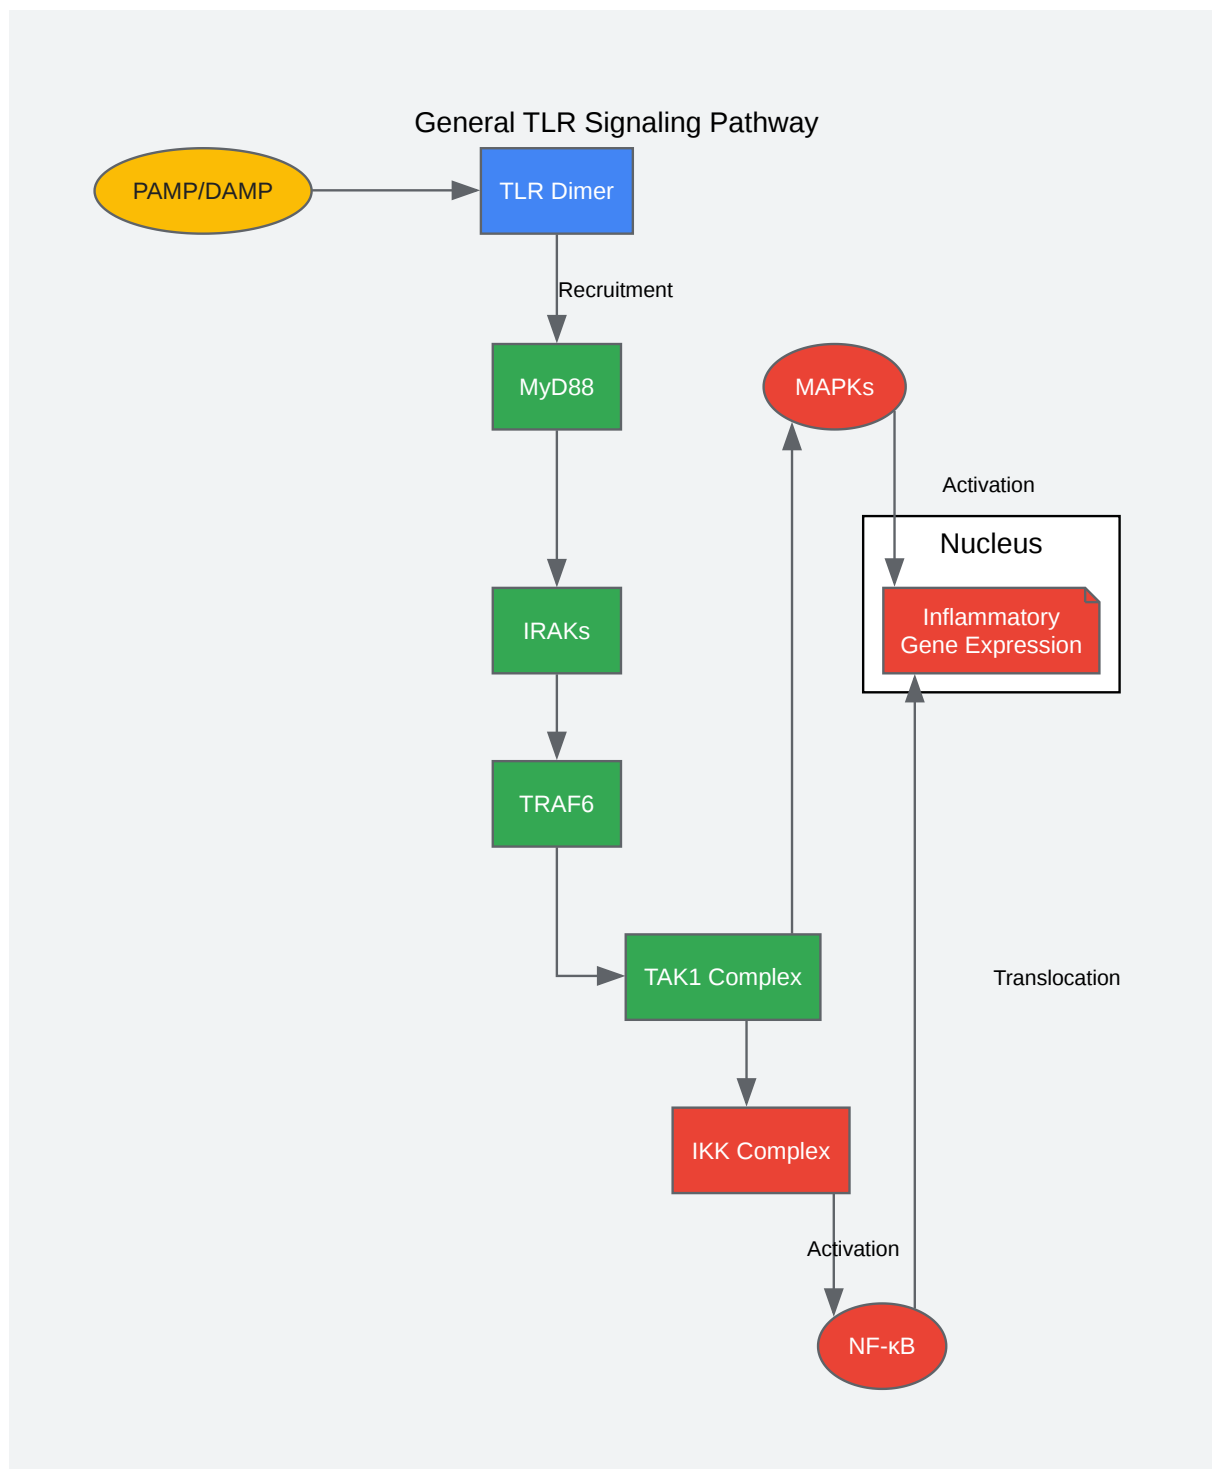 General TLR Signaling Pathway
PAMP/DAMP
TLR Dimer
Recruitment
MyD88
MAPKs
Activation
Nucleus
IRAKs
Inflammatory
Gene Expression
TRAF6
TAK1 Complex
Translocation
IKK Complex
Activation
NF-κB